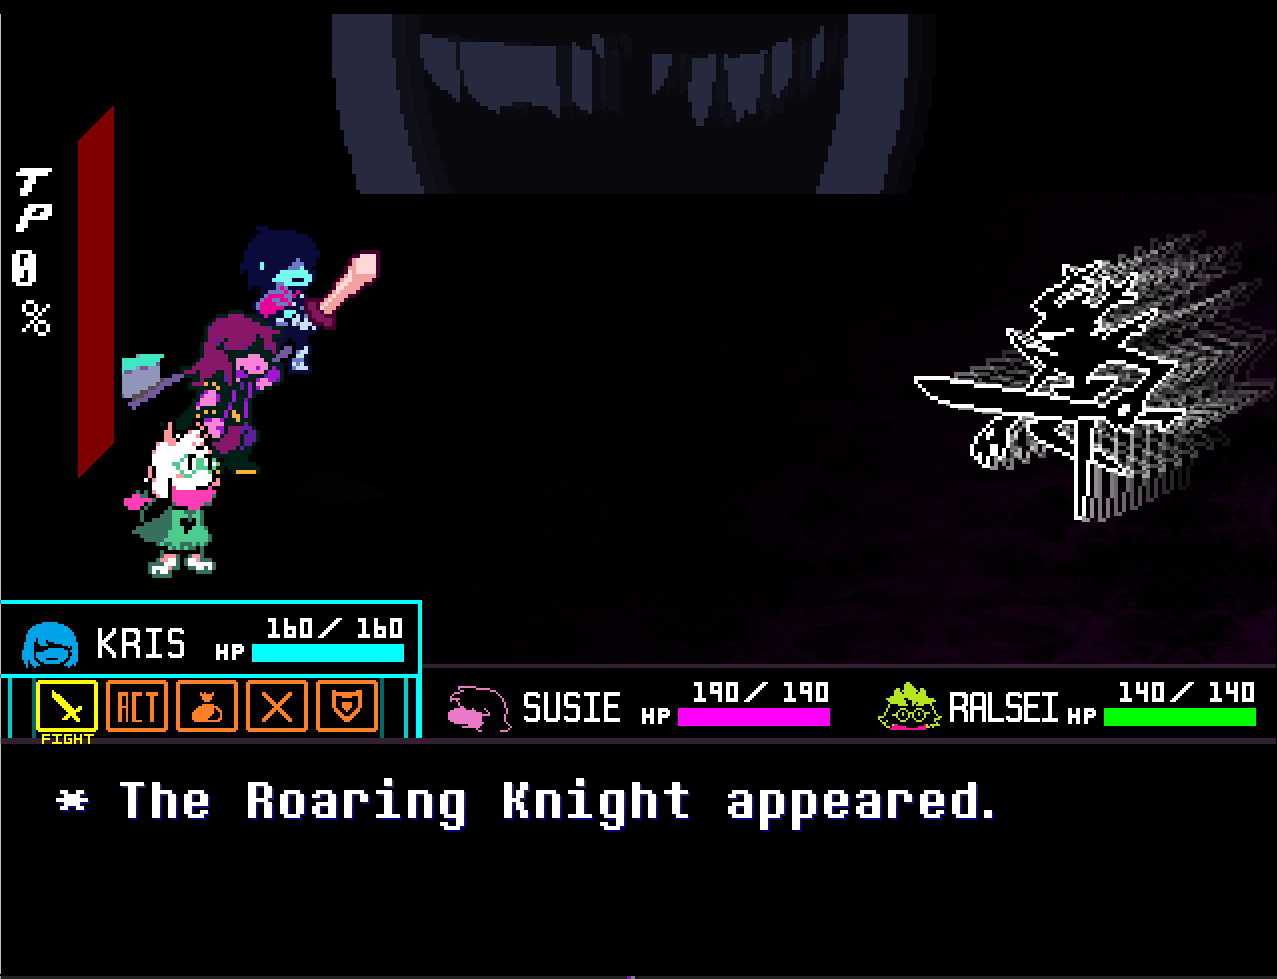 TP
0
%
KRIS HP 160/ 160
ACT
FIGHT
SUSIE HP 190/ 190
RALSEI HP 140/ 140
* The Roaring Knight appeared.